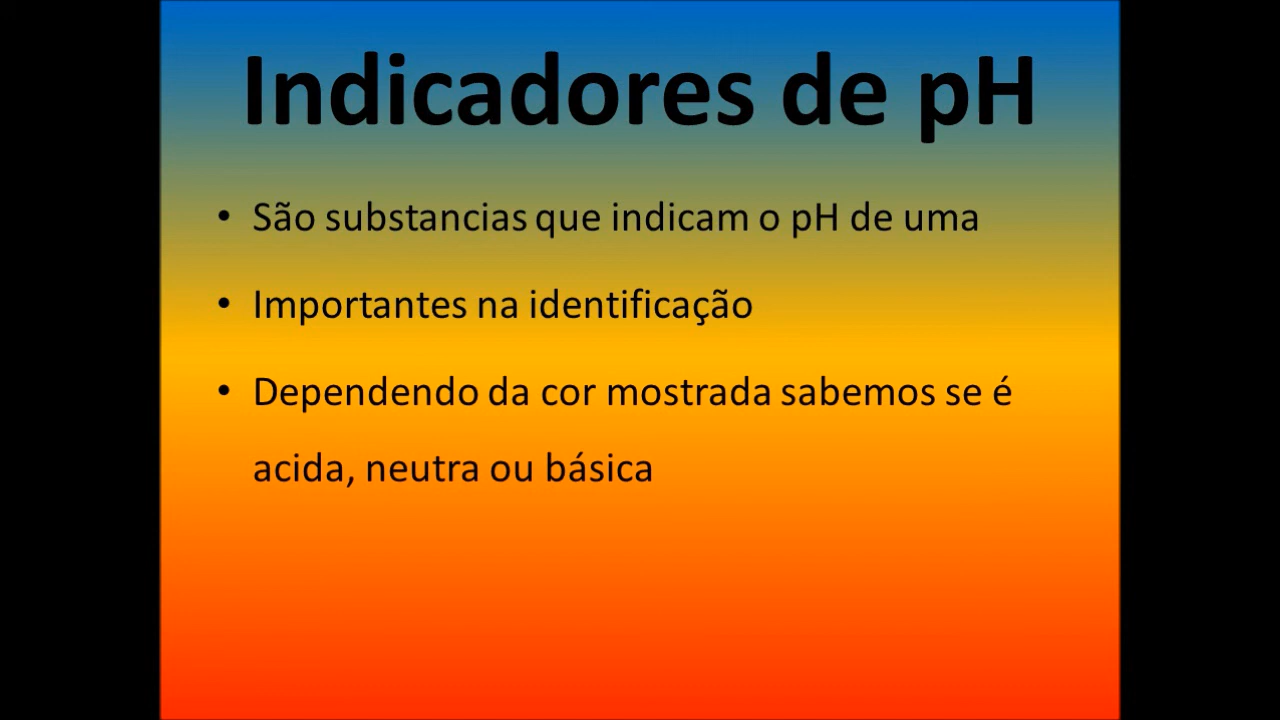 Indicadores de pH
• São substancias que indicam o pH de uma
• Importantes na identificação
• Dependendo da cor mostrada sabemos se é
acida, neutra ou básica